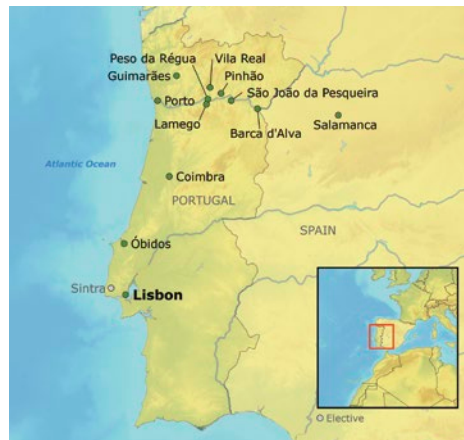 Peso da Régua
Vila Real
Guimarães
Pinhão
Porto
São João da Pesqueira
Lamego
Barca d'Alva
Salamanca
Atlantic Ocean
Coimbra
PORTUGAL
SPAIN
Óbidos
Sintra
Lisbon
Elective